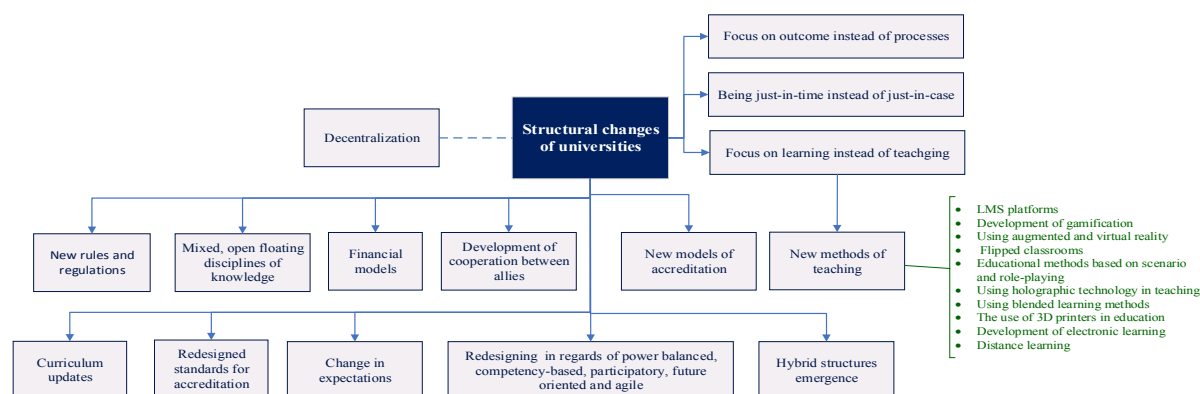 Focus on outcome instead of processes
Being just-in-time instead of just-in-case
Structural changes
of universities
Decentralization
Focus on learning instead of teachging
New rules and
regulations
Mixed, open floating
disciplines of
knowledge
Financial
models
Development of
cooperation between
allies
New models of
accreditation
New methods of
teaching
• LMS platforms
• Development of gamification
• Using augmented and virtual reality
• Flipped classrooms
• Educational methods based on scenario
and role-playing
• Using holographic technology in teaching
• Using blended learning methods
• The use of 3D printers in education
• Development of electronic learning
• Distance learning
Curriculum
updates
Redesigned
standards for
accreditation
Change in
expectations
Redesigning in regards of power balanced,
competency-based, participatory, future
oriented and agile
Hybrid structures
emergence